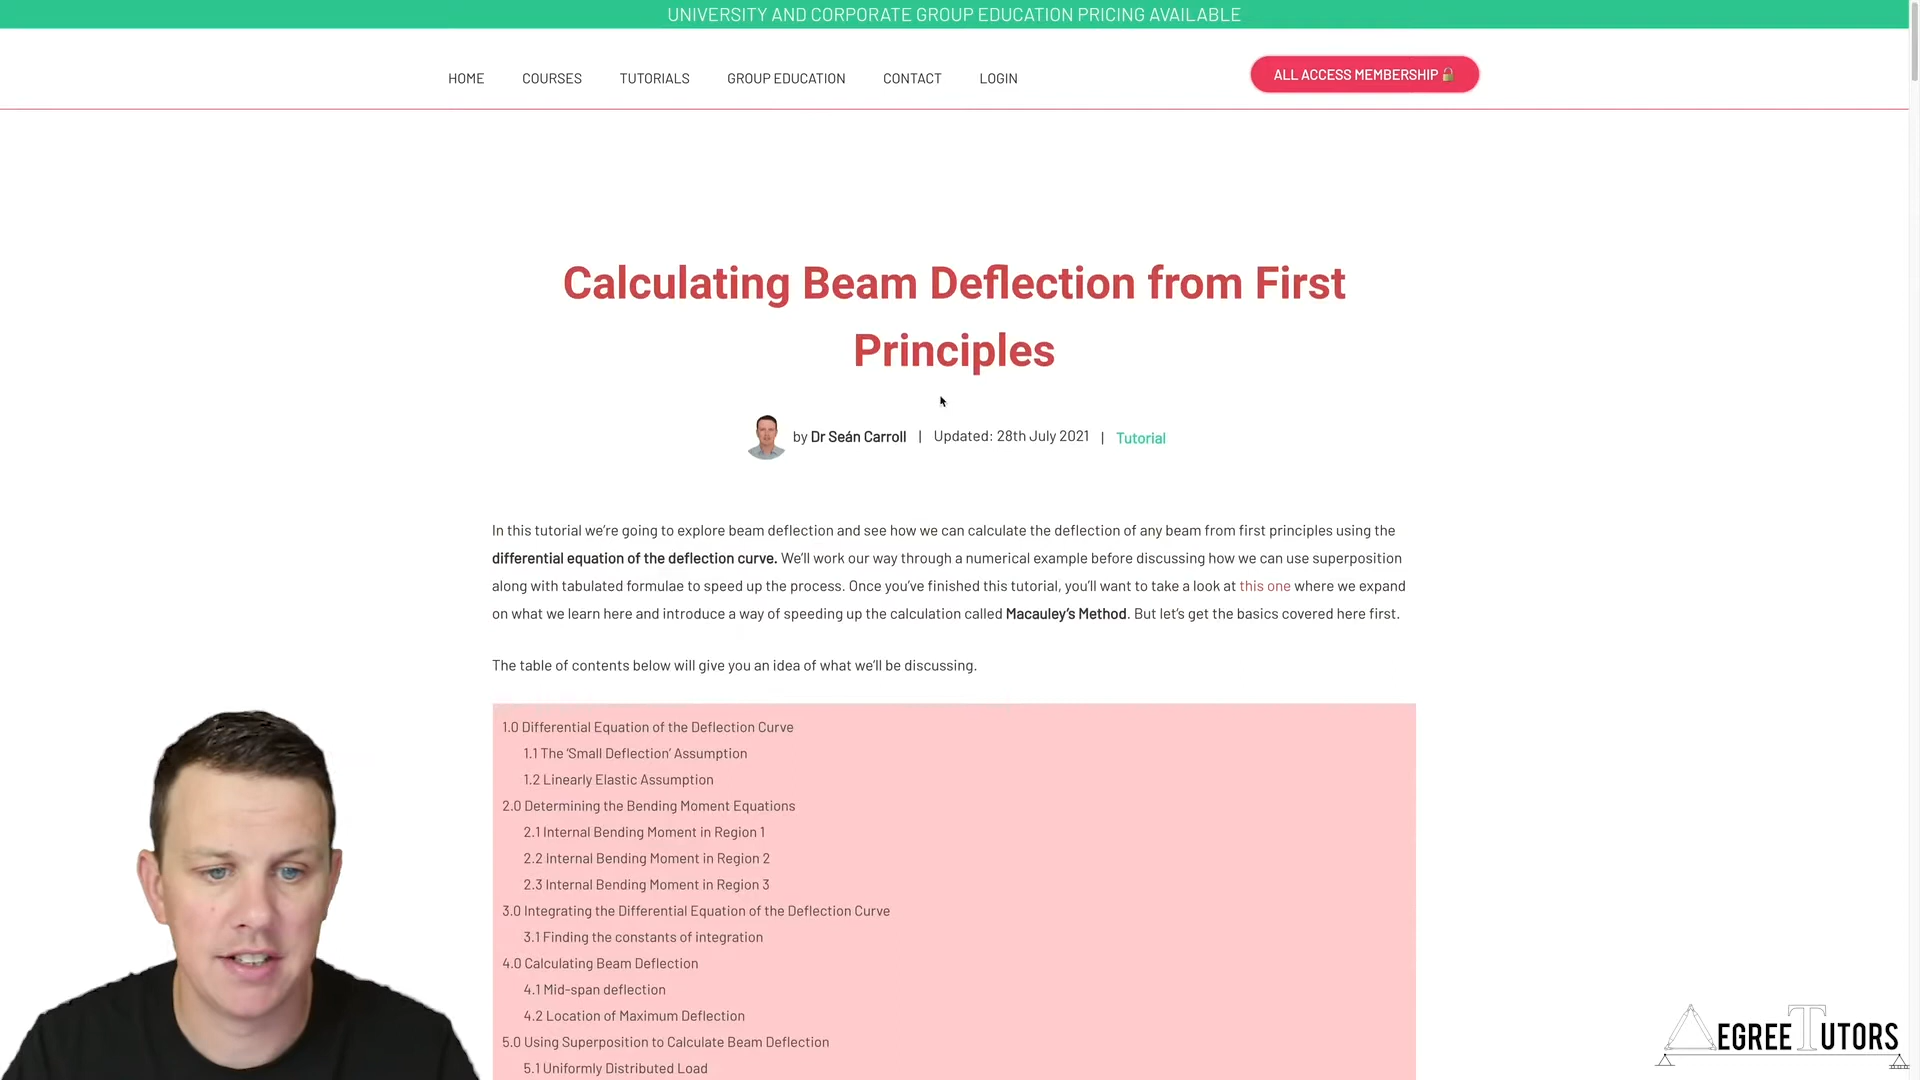 UNIVERSITY AND CORPORATE GROUP EDUCATION PRICING AVAILABLE
HOME COURSES TUTORIALS GROUP EDUCATION CONTACT LOGIN
ALL ACCESS MEMBERSHIP
Calculating Beam Deflection from First
Principles
by Dr Seán Carroll | Updated: 28th July 2021 | Tutorial
In this tutorial we’re going to explore beam deflection and see how we can calculate the deflection of any beam from first principles using the
differential equation of the deflection curve. We’ll work our way through a numerical example before discussing how we can use superposition
along with tabulated formulae to speed up the process. Once you’ve finished this tutorial, you’ll want to take a look at this one where we expand
on what we learn here and introduce a way of speeding up the calculation called Macauley’s Method. But let’s get the basics covered here first.
The table of contents below will give you an idea of what we’ll be discussing.
1.0 Differential Equation of the Deflection Curve
1.1 The ‘Small Deflection’ Assumption
1.2 Linearly Elastic Assumption
2.0 Determining the Bending Moment Equations
2.1 Internal Bending Moment in Region 1
2.2 Internal Bending Moment in Region 2
2.3 Internal Bending Moment in Region 3
3.0 Integrating the Differential Equation of the Deflection Curve
3.1 Finding the constants of integration
4.0 Calculating Beam Deflection
4.1 Mid-span deflection
4.2 Location of Maximum Deflection
5.0 Using Superposition to Calculate Beam Deflection
5.1 Uniformly Distributed Load
DEGREE TUTORS